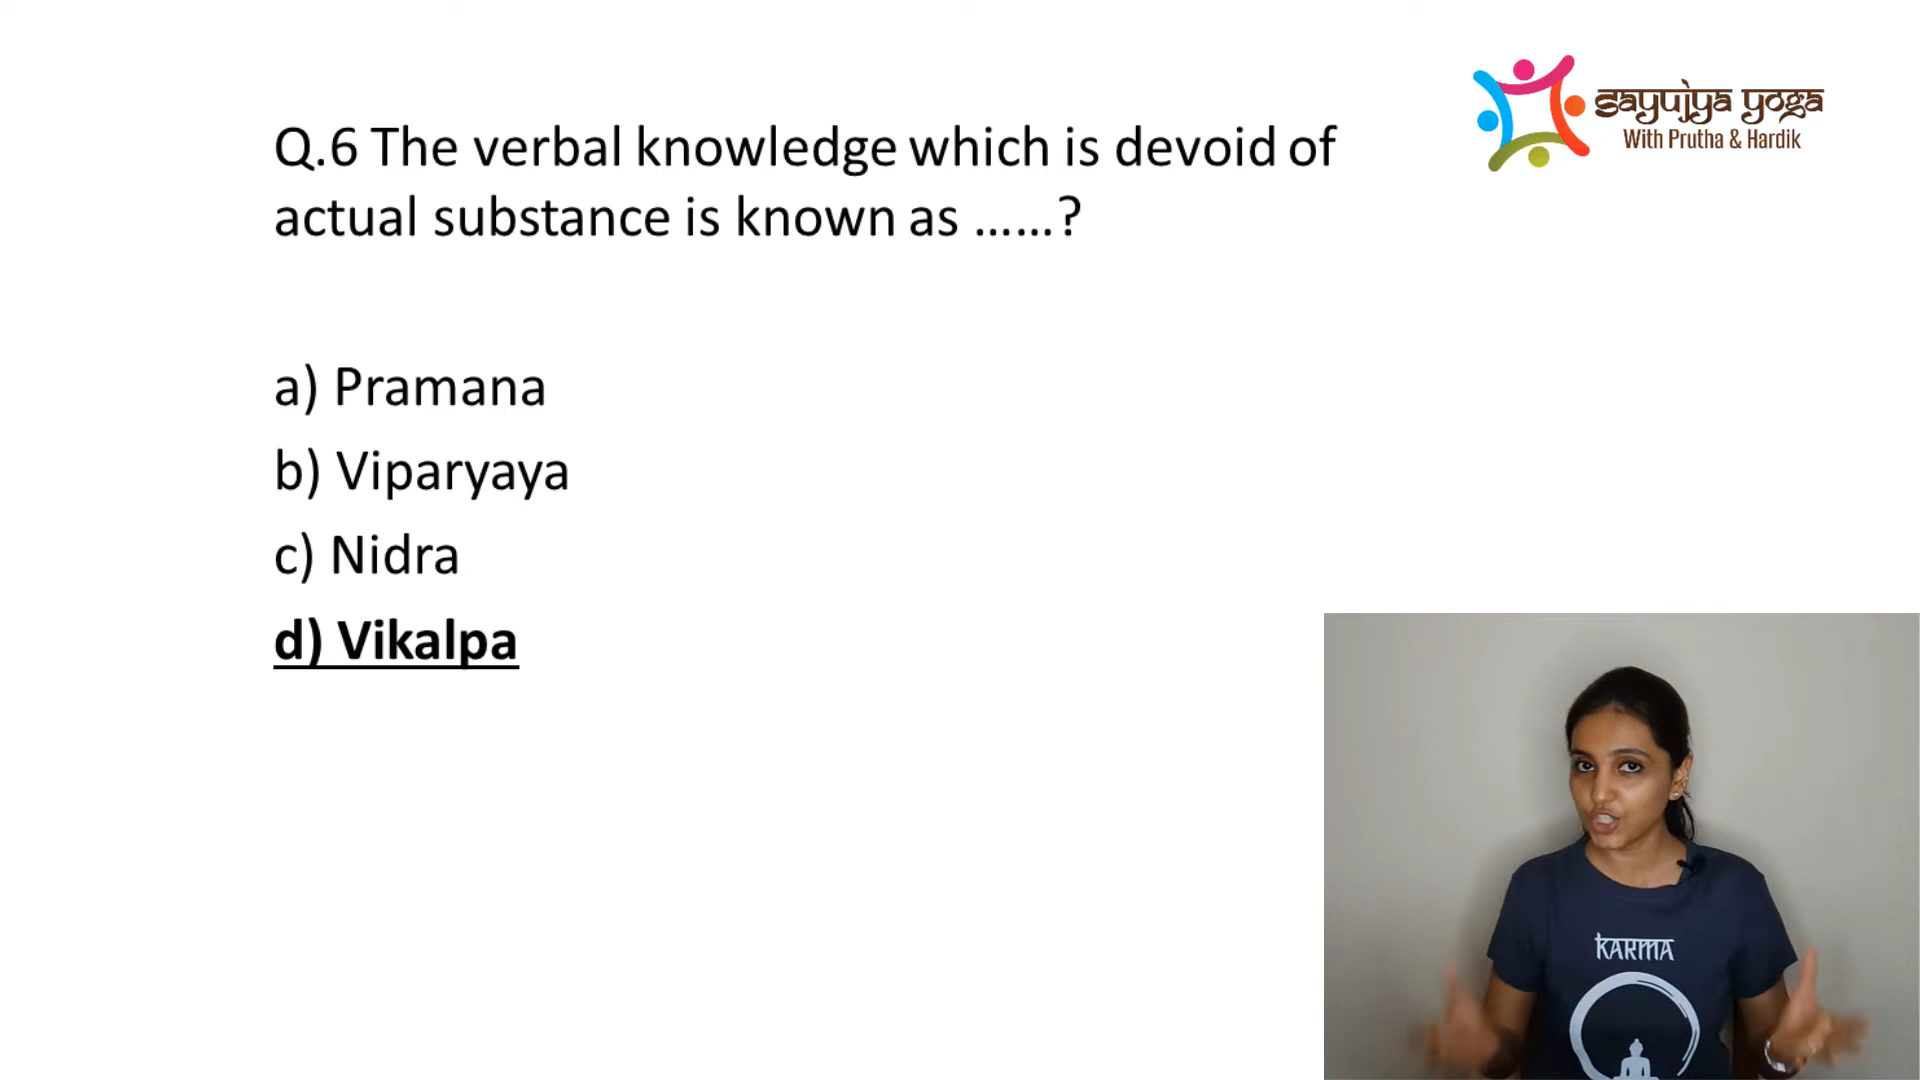 sayujya yoga
With Prutha & Hardik
Q.6 The verbal knowledge which is devoid of
actual substance is known as ......?
a) Pramana
b) Viparyaya
c) Nidra
d) Vikalpa
KARMA